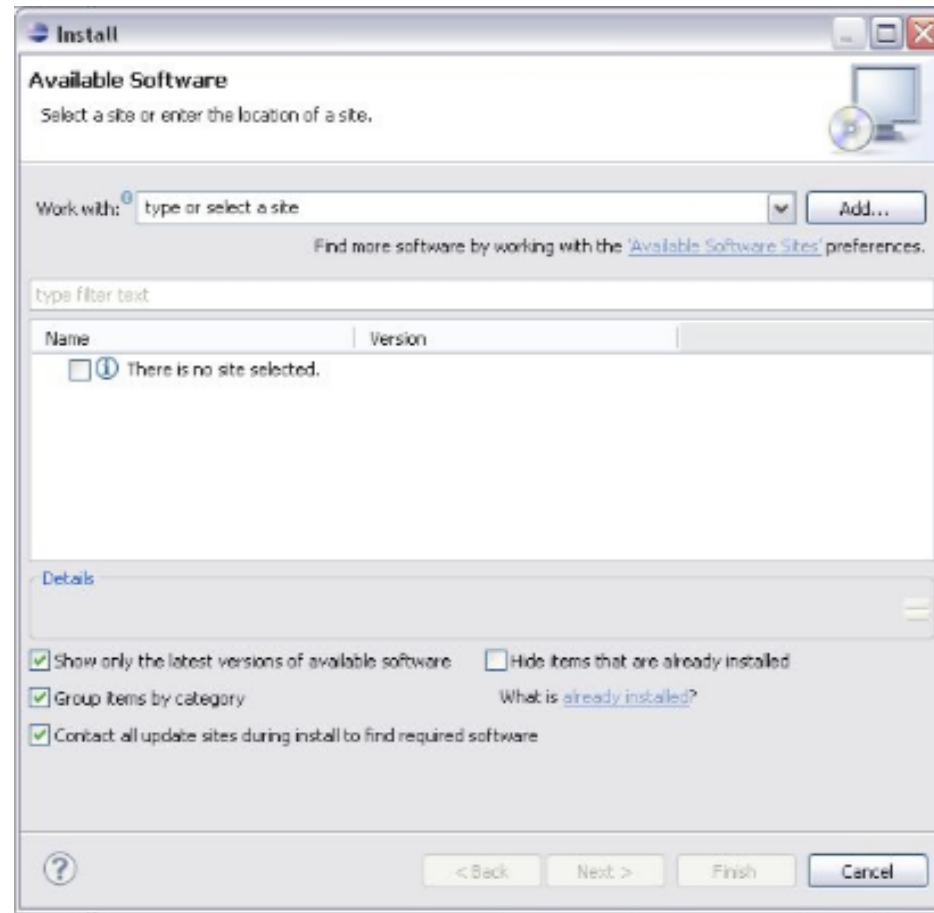 Install
Available Software
Select a site or enter the location of a site.
Work with: type or select a site Add...
Find more software by working with the 'Available Software Sites' preferences.
type filter text
Name Version
There is no site selected.
Details
Show only the latest versions of available software Hide items that are already installed
Group items by category What is already installed?
Contact all update sites during install to find required software
? < Back Next > Finish Cancel